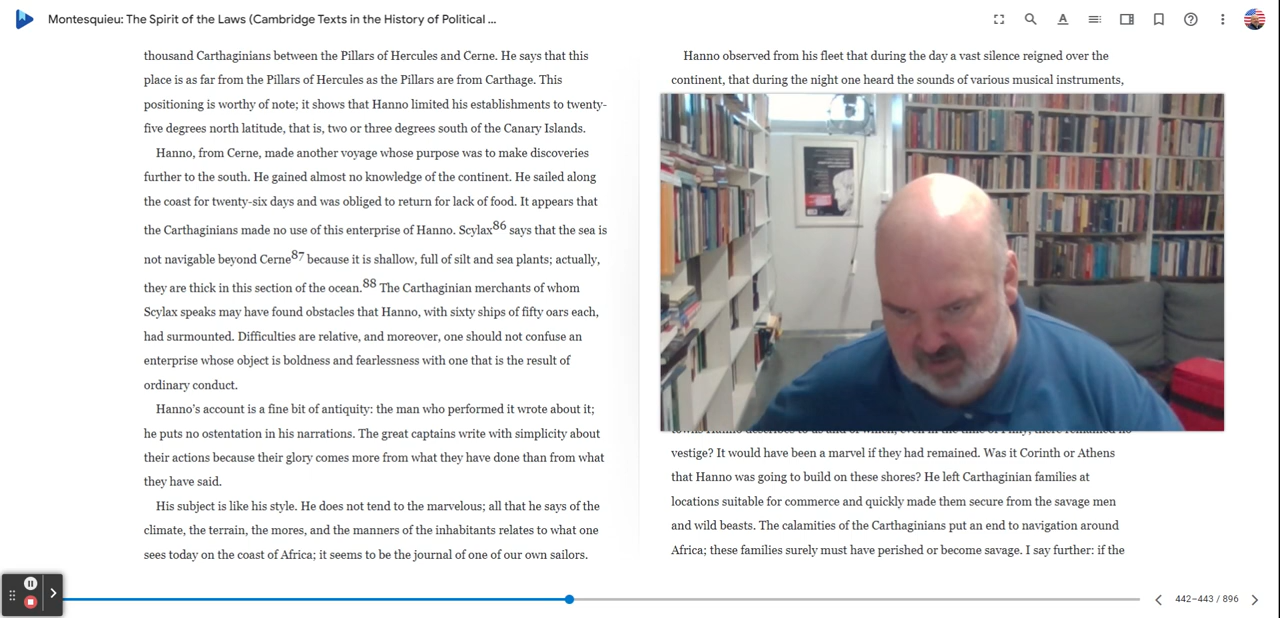 Montesquieu: The Spirit of the Laws (Cambridge Texts in the History of Political ...
thousand Carthaginians between the Pillars of Hercules and Cerne. He says that this
place is as far from the Pillars of Hercules as the Pillars are from Carthage. This
positioning is worthy of note; it shows that Hanno limited his establishments to twenty-
five degrees north latitude, that is, two or three degrees south of the Canary Islands.
Hanno, from Cerne, made another voyage whose purpose was to make discoveries
further to the south. He gained almost no knowledge of the continent. He sailed along
the coast for twenty-six days and was obliged to return for lack of food. It appears that
the Carthaginians made no use of this enterprise of Hanno. Scylax86 says that the sea is
not navigable beyond Cerne87 because it is shallow, full of silt and sea plants; actually,
they are thick in this section of the ocean.88 The Carthaginian merchants of whom
Scylax speaks may have found obstacles that Hanno, with sixty ships of fifty oars each,
had surmounted. Difficulties are relative, and moreover, one should not confuse an
enterprise whose object is boldness and fearlessness with one that is the result of
ordinary conduct.
Hanno's account is a fine bit of antiquity: the man who performed it wrote about it;
he puts no ostentation in his narrations. The great captains write with simplicity about
their actions because their glory comes more from what they have done than from what
they have said.
His subject is like his style. He does not tend to the marvelous; all that he says of the
climate, the terrain, the mores, and the manners of the inhabitants relates to what one
sees today on the coast of Africa; it seems to be the journal of one of our own sailors.
Hanno observed from his fleet that during the day a vast silence reigned over the
continent, that during the night one heard the sounds of various musical instruments,
vestige? It would have been a marvel if they had remained. Was it Corinth or Athens
that Hanno was going to build on these shores? He left Carthaginian families at
locations suitable for commerce and quickly made them secure from the savage men
and wild beasts. The calamities of the Carthaginians put an end to navigation around
Africa; these families surely must have perished or become savage. I say further: if the
442–443 / 896